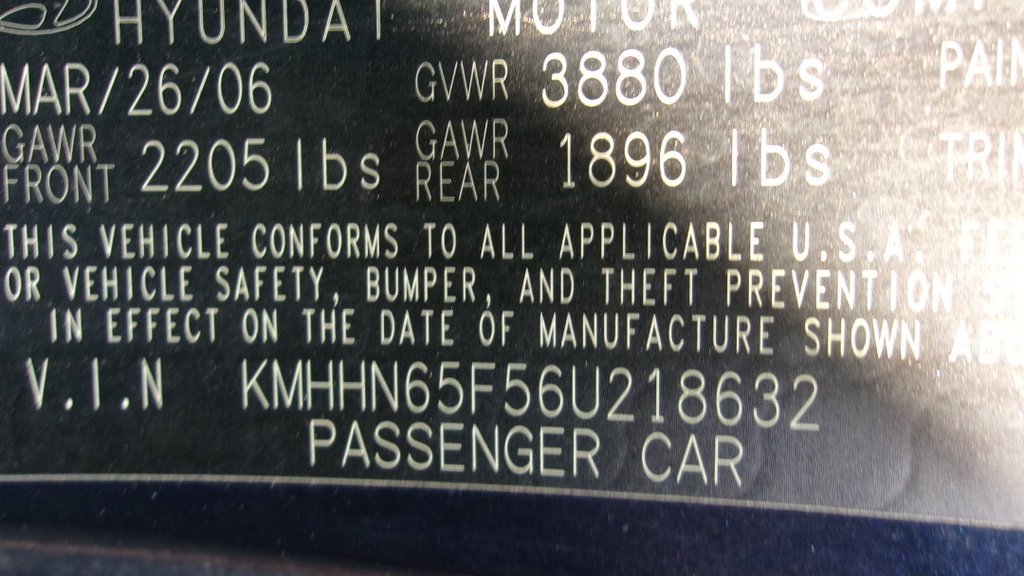 HYUNDAI MOTOR
MAR/26/06 GVWR 3880 lbs
GAWR FRONT 2205 lbs GAWR REAR 1896 lbs
THIS VEHICLE CONFORMS TO ALL APPLICABLE U.S.A.
OR VEHICLE SAFETY, BUMPER, AND THEFT PREVENTION
IN EFFECT ON THE DATE OF MANUFACTURE SHOWN
V.I.N KMHHN65F56U218632
PASSENGER CAR